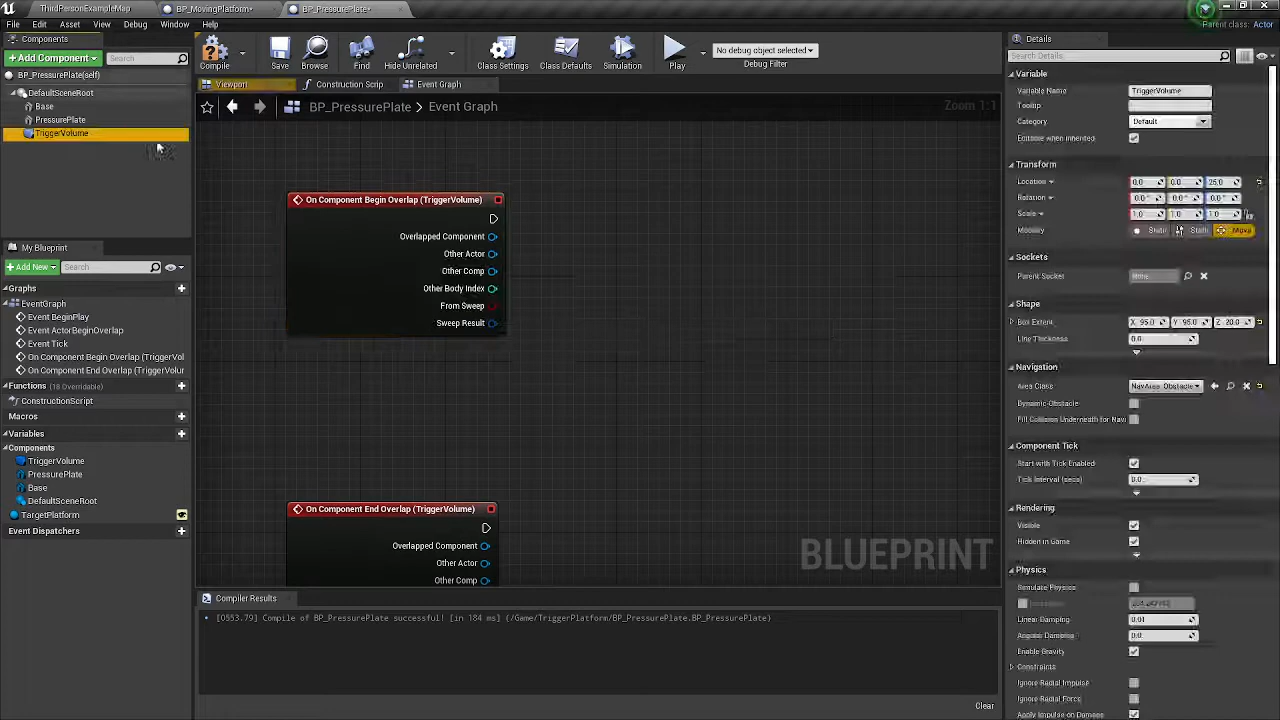 ThirdPersonExampleMap
BP_MovingPlatform*
BP_PressurePlate*
File Edit Asset View Debug Window Help
Parent class: Actor
Components
+ Add Component
Search
BP_PressurePlate(self)
DefaultSceneRoot
Base
PressurePlate
TriggerVolume
My Blueprint
+ Add New
Search
Graphs
EventGraph
Event BeginPlay
Event ActorBeginOverlap
Event Tick
On Component Begin Overlap (TriggerVol
On Component End Overlap (TriggerVolur
Functions (18 Overridable)
ConstructionScript
Macros
Variables
Components
TriggerVolume
PressurePlate
Base
DefaultSceneRoot
TargetPlatform
Event Dispatchers
Compile
Save
Browse
Find
Hide Unrelated
Class Settings
Class Defaults
Simulation
Play
No debug object selected
Debug Filter
Viewport
Construction Scrip
Event Graph
BP_PressurePlate > Event Graph
Zoom 1:1
On Component Begin Overlap (TriggerVolume)
Overlapped Component
Other Actor
Other Comp
Other Body Index
From Sweep
Sweep Result
On Component End Overlap (TriggerVolume)
Overlapped Component
Other Actor
Other Comp
BLUEPRINT
Compiler Results
[0553.79] Compile of BP_PressurePlate successful! [in 184 ms] (/Game/TriggerPlatform/BP_PressurePlate.BP_PressurePlate)
Clear
Details
Search Details
Variable
Variable Name TriggerVolume
Tooltip
Category Default
Editable when Inherited
Transform
Location 0.0 0.0 25.0
Rotation 0.0 ° 0.0 ° 0.0 °
Scale 1.0 1.0 1.0
Mobility Static Static Mova
Sockets
Parent Socket None
Shape
Box Extent X 95.0 Y 95.0 Z 20.0
Line Thickness 0.0
Navigation
Area Class NavArea_Obstacle
Dynamic Obstacle
Fill Collision Underneath for Navi
Component Tick
Start with Tick Enabled
Tick Interval (secs) 0.0
Rendering
Visible
Hidden in Game
Physics
Simulate Physics
Linear Damping 0.01
Angular Damping 0.0
Enable Gravity
Constraints
Ignore Radial Impulse
Ignore Radial Force
Apply Impulse on Damage